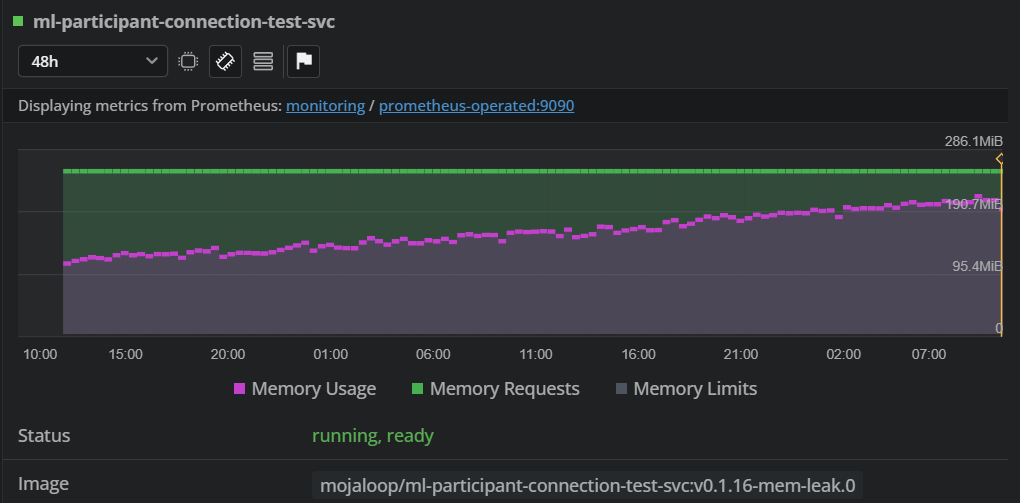 ml-participant-connection-test-svc
48h
Displaying metrics from Prometheus: monitoring / prometheus-operated:9090
286.1MiB
190.7MiB
95.4MiB
0
10:00 15:00 20:00 01:00 06:00 11:00 16:00 21:00 02:00 07:00
Memory Usage Memory Requests Memory Limits
Status running, ready
Image mojaloop/ml-participant-connection-test-svc:v0.1.16-mem-leak.0